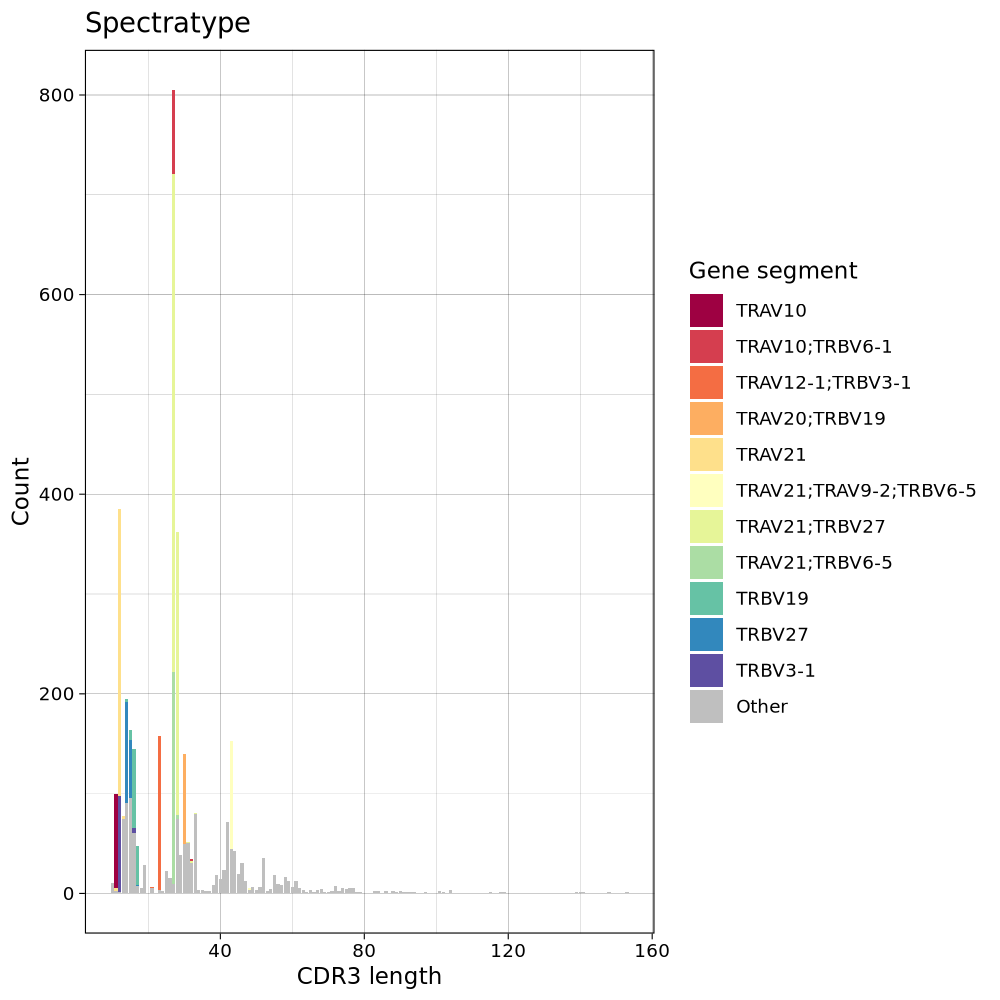 Spectratype
Count
800
600
400
200
0
40
80
120
160
CDR3 length
Gene segment
TRAV10
TRAV10;TRBV6-1
TRAV12-1;TRBV3-1
TRAV20;TRBV19
TRAV21
TRAV21;TRAV9-2;TRBV6-5
TRAV21;TRBV27
TRAV21;TRBV6-5
TRBV19
TRBV27
TRBV3-1
Other